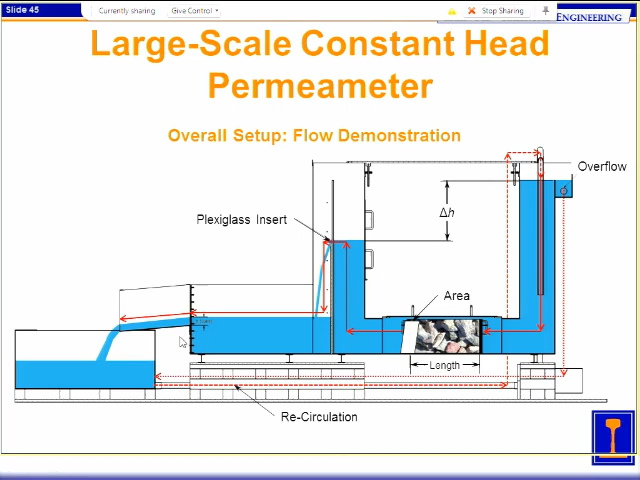 Slide 45
Currently sharing
Give Control
Stop Sharing
ENGINEERING
Large-Scale Constant Head
Permeameter
Overall Setup: Flow Demonstration
Overflow
Plexiglass Insert
Δh
Area
Length
Re-Circulation